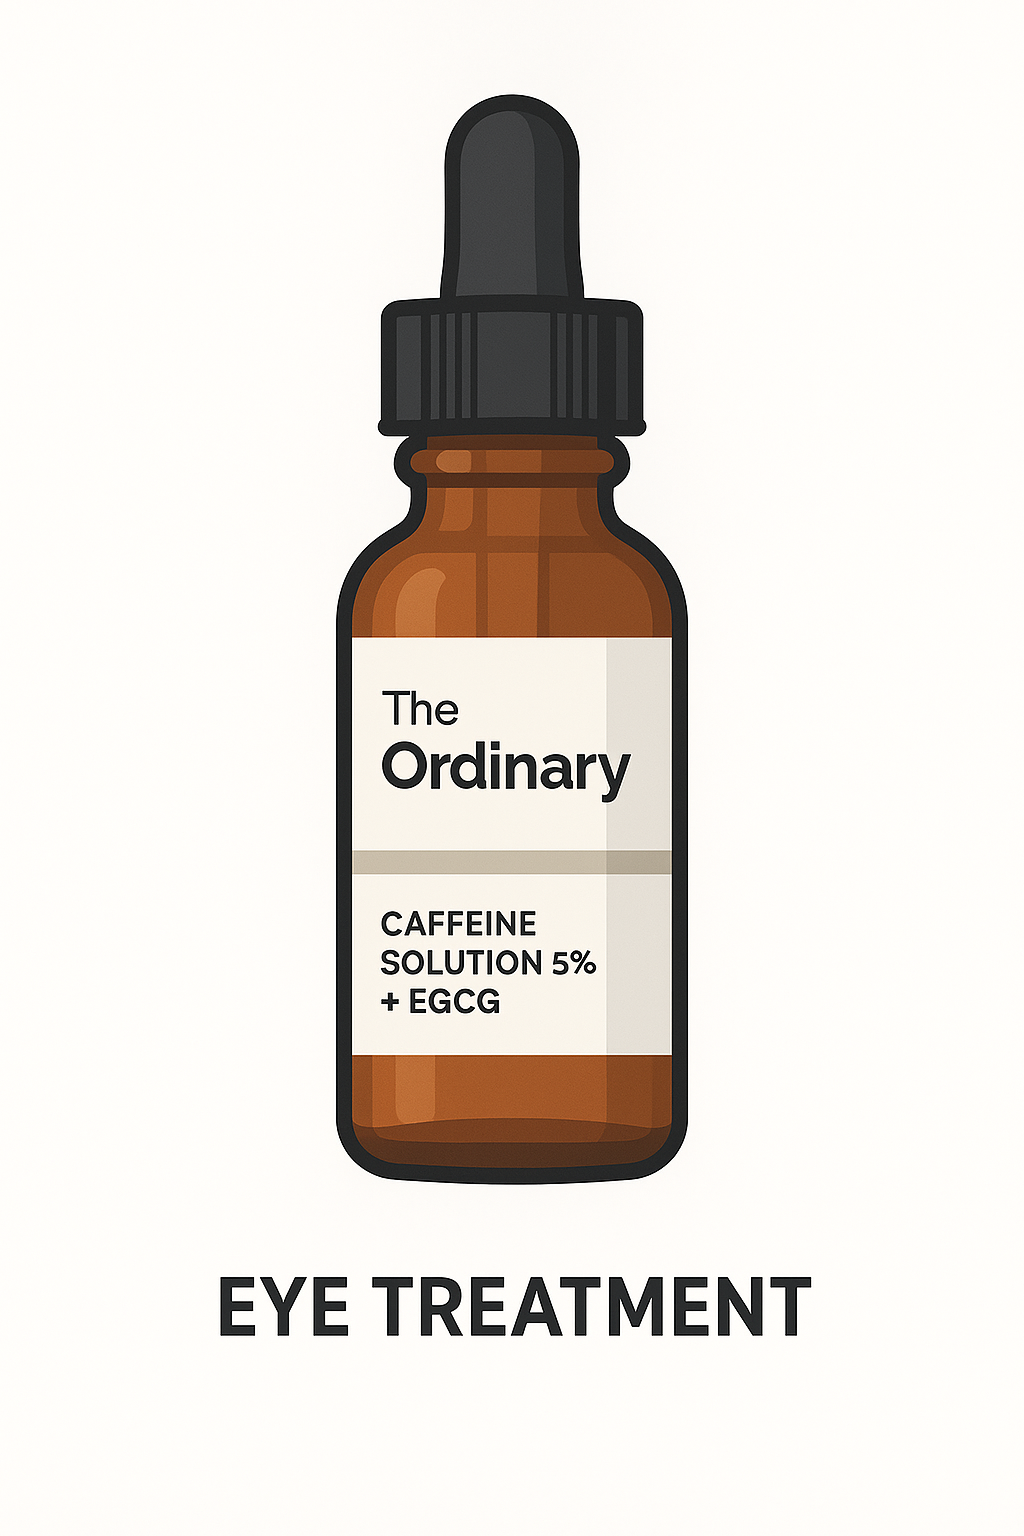 The
Ordinary
CAFFEINE
SOLUTION 5%
+ EGCG
EYE TREATMENT